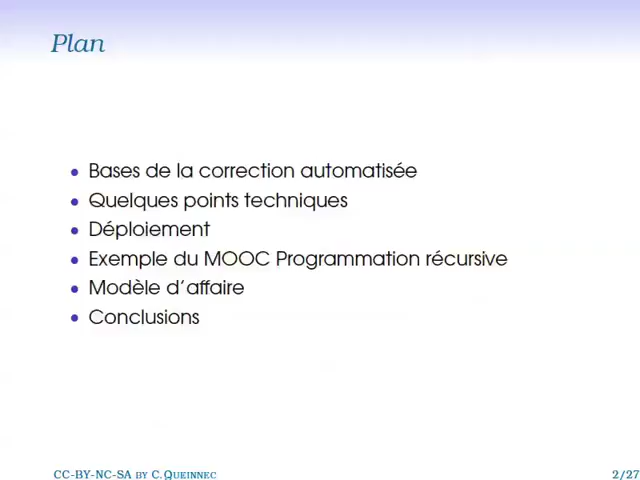 Plan
• Bases de la correction automatisée
• Quelques points techniques
• Déploiement
• Exemple du MOOC Programmation récursive
• Modèle d'affaire
• Conclusions
CC-BY-NC-SA BY C. QUEINNEC 2/27